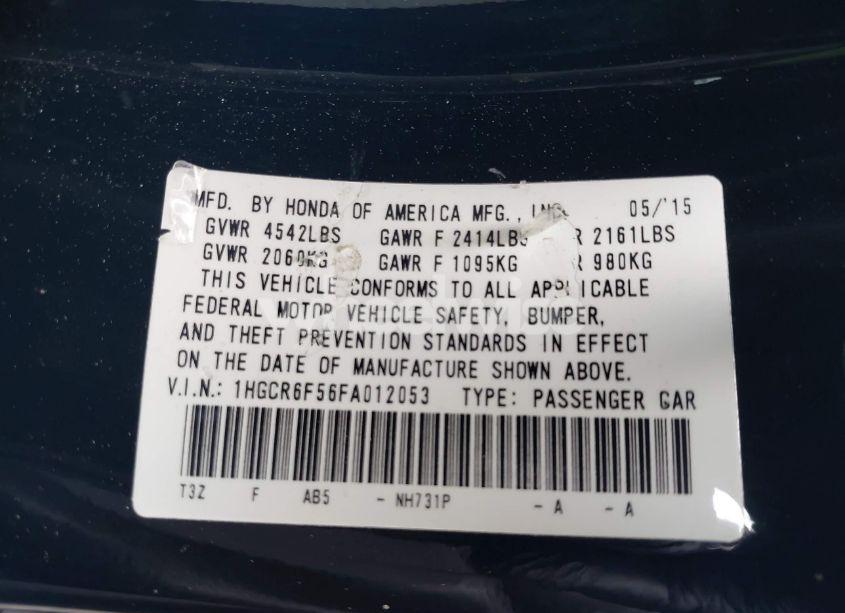 MFD. BY HONDA OF AMERICA MFG., INC. 05/'15
GVWR 4542LBS GAWR F 2414LBS R 2161LBS
GVWR 2060KG GAWR F 1095KG R 980KG
THIS VEHICLE CONFORMS TO ALL APPLICABLE
FEDERAL MOTOR VEHICLE SAFETY, BUMPER,
AND THEFT PREVENTION STANDARDS IN EFFECT
ON THE DATE OF MANUFACTURE SHOWN ABOVE.
V.I.N.: 1HGCR6F56FA012053 TYPE: PASSENGER CAR
T3Z F AB5 - NH731P - A - A